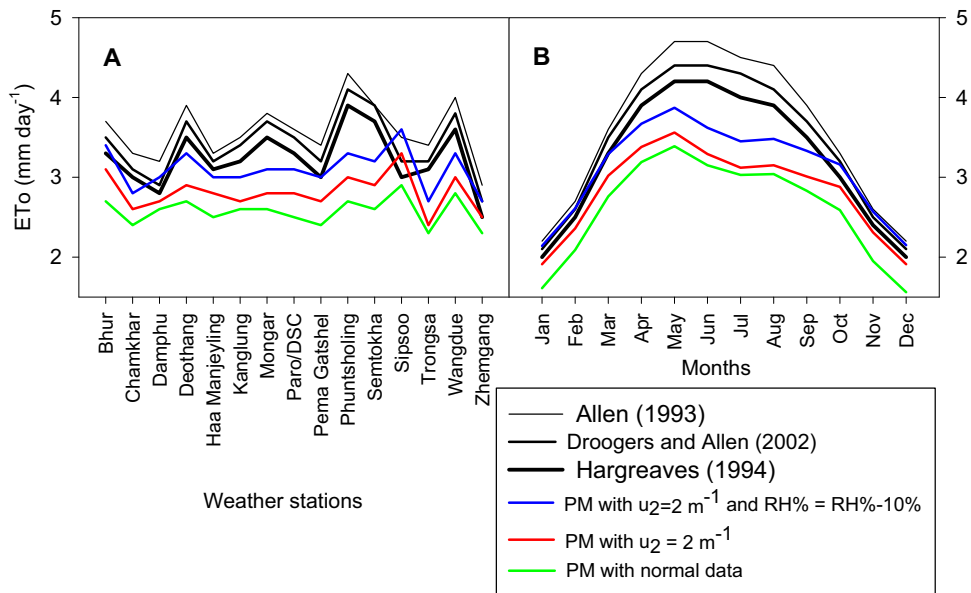 5
4
3
2
ETo (mm day-1)
A
B
5
4
3
2
Bhur
Chamkhar
Damphu
Deothang
Haa Manjeyling
Kanglung
Mongar
Paro/DSC
Pema Gatshel
Phuntsholing
Semtokha
Sipsoo
Trongsa
Wangdue
Zhemgang
Weather stations
Jan
Feb
Mar
Apr
May
Jun
Jul
Aug
Sep
Oct
Nov
Dec
Months
Allen (1993)
Droogers and Allen (2002)
Hargreaves (1994)
PM with u2=2 m-1 and RH% = RH%-10%
PM with u2 = 2 m-1
PM with normal data